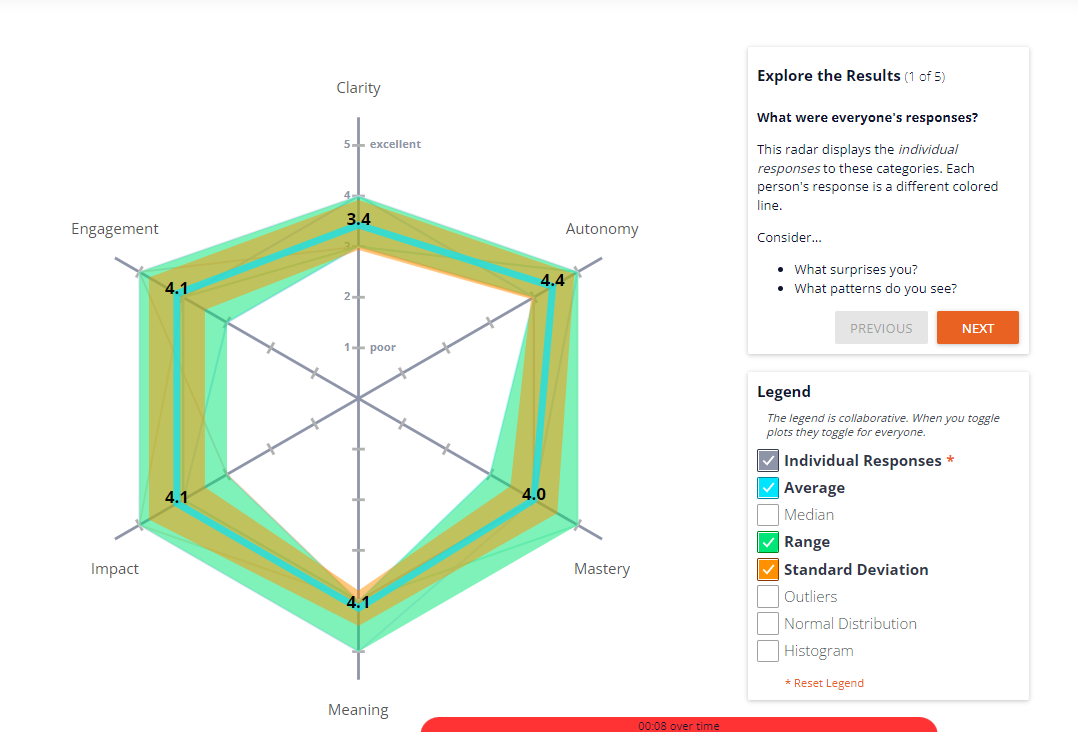 Clarity
5
excellent
4
3.4
3
Engagement
Autonomy
4.1
4.4
2
1
poor
4.1
4.0
Impact
Mastery
4.1
Meaning
Explore the Results (1 of 5)
What were everyone's responses?
This radar displays the individual
responses to these categories. Each
person's response is a different colored
line.
Consider...
• What surprises you?
• What patterns do you see?
PREVIOUS
NEXT
Legend
The legend is collaborative. When you toggle
plots they toggle for everyone.
Individual Responses *
Average
Median
Range
Standard Deviation
Outliers
Normal Distribution
Histogram
* Reset Legend
00:08 over time